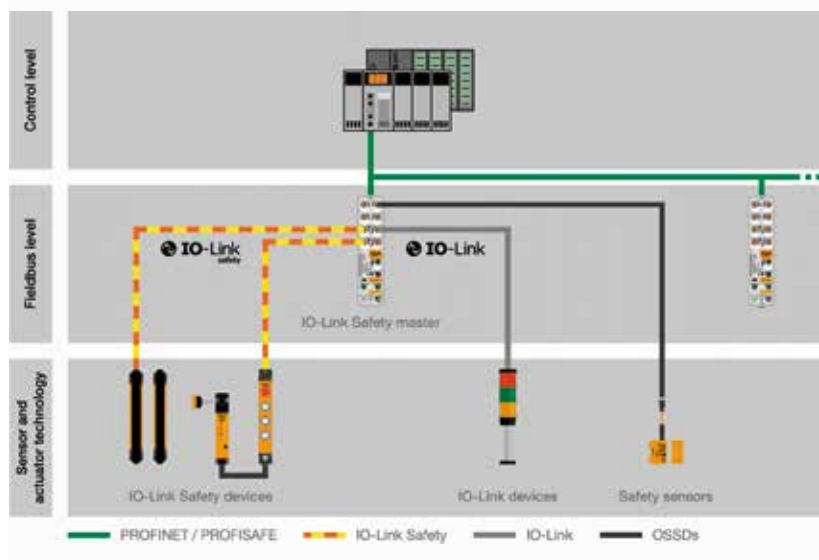 Control level
Fieldbus level
IO-Link
safety
IO-Link
IO-Link Safety master
Sensor and
actuator technology
IO-Link Safety devices
IO-Link devices
Safety sensors
PROFINET / PROFISAFE
IO-Link Safety
IO-Link
OSSDs